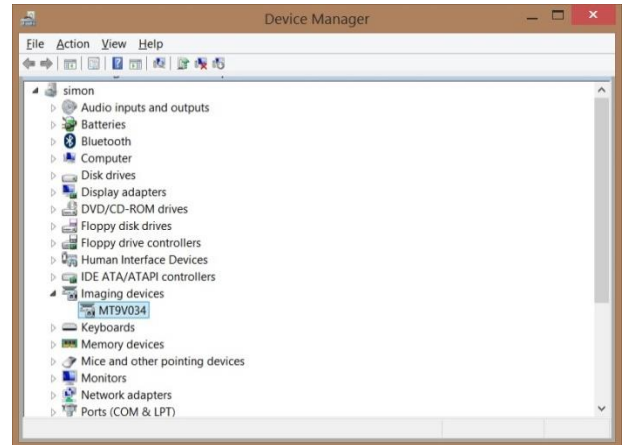 Device Manager
File Action View Help
simon
Audio inputs and outputs
Batteries
Bluetooth
Computer
Disk drives
Display adapters
DVD/CD-ROM drives
Floppy disk drives
Floppy drive controllers
Human Interface Devices
IDE ATA/ATAPI controllers
Imaging devices
MT9V034
Keyboards
Memory devices
Mice and other pointing devices
Monitors
Network adapters
Ports (COM & LPT)